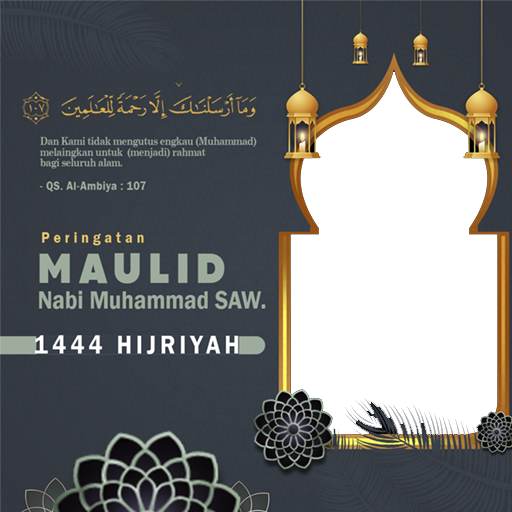 وَمَآ أَرْسَلْنَٰكَ إِلَّا رَحْمَةً لِّلْعَٰلَمِينَ ١٠٧
Dan Kami tidak mengutus engkau (Muhammad)
melaingkan untuk (menjadi) rahmat
bagi seluruh alam.
- QS. Al-Ambiya : 107
Peringatan
MAULID
Nabi Muhammad SAW.
1444 HIJRIYAH